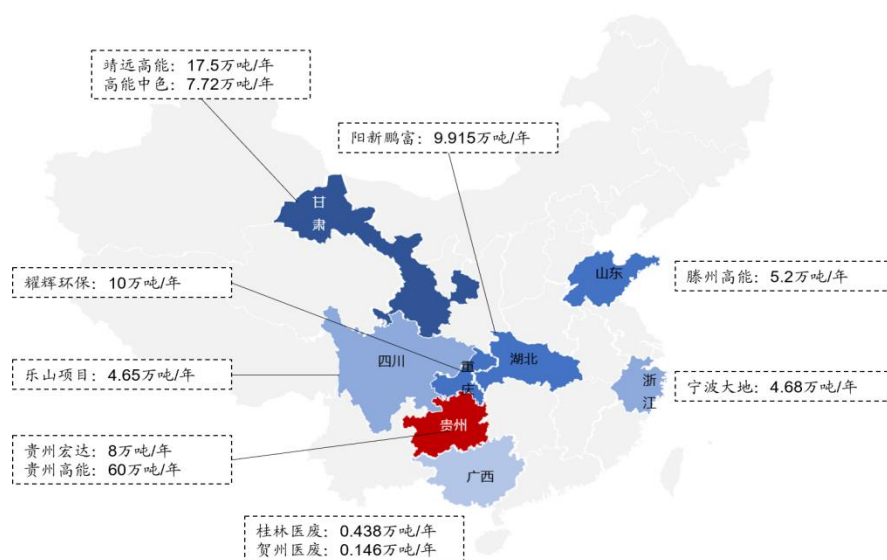 靖远高能：17.5万吨/年
高能中色：7.72万吨/年
阳新鹏富：9.915万吨/年
甘肃
山东
滕州高能：5.2万吨/年
耀辉环保：10万吨/年
四川
重庆
湖北
乐山项目：4.65万吨/年
浙江
宁波大地：4.68万吨/年
贵州
贵州宏达：8万吨/年
贵州高能：60万吨/年
广西
桂林医废：0.438万吨/年
贺州医废：0.146万吨/年